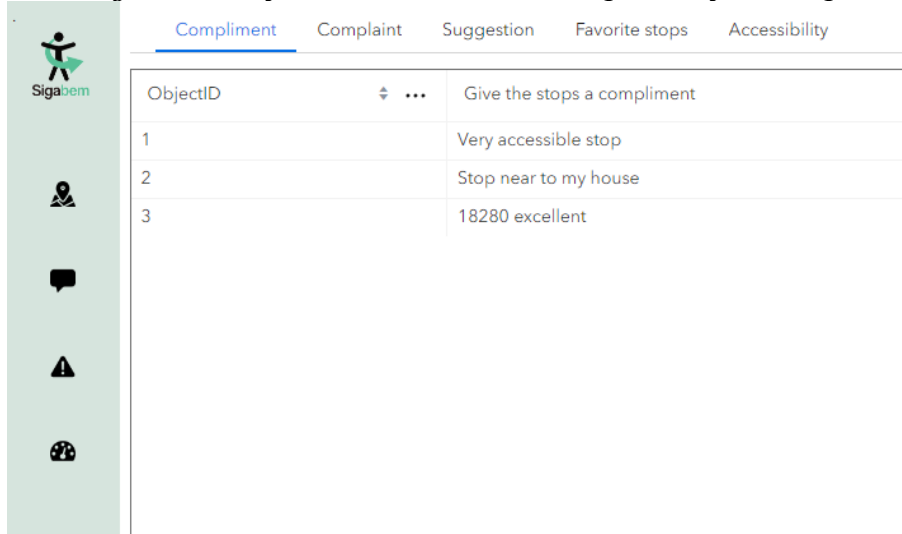 Compliment Complaint Suggestion Favorite stops Accessibility
Sigabem
ObjectID Give the stops a compliment
1 Very accessible stop
2 Stop near to my house
3 18280 excellent